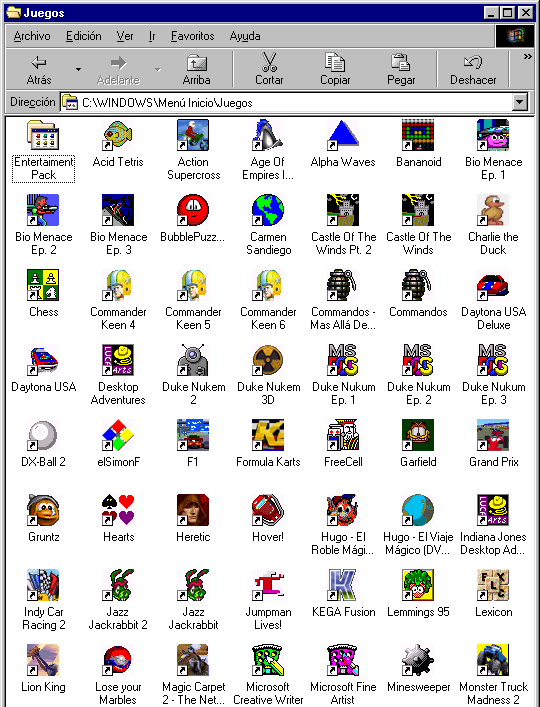 Juegos
Archivo Edición Ver Ir Favoritos Ayuda
Atrás Adelante Arriba Cortar Copiar Pegar Deshacer »
Dirección C:\WINDOWS\Menú Inicio\Juegos
Entertaiment Pack
Acid Tetris
Action Supercross
Age Of Empires I...
Alpha Waves
Bananoid
Bio Menace Ep. 1
Bio Menace Ep. 2
Bio Menace Ep. 3
BubblePuzz...
Carmen Sandiego
Castle Of The Winds Pt. 2
Castle Of The Winds
Charlie the Duck
Chess
Commander Keen 4
Commander Keen 5
Commander Keen 6
Commandos - Mas Allá De...
Commandos
Daytona USA Deluxe
Daytona USA
Desktop Adventures
Duke Nukem 2
Duke Nukem 3D
Duke Nukum Ep. 1
Duke Nukum Ep. 2
Duke Nukum Ep. 3
DX-Ball 2
elSimonF
F1
Formula Karts
FreeCell
Garfield
Grand Prix
Gruntz
Hearts
Heretic
Hover!
Hugo - El Roble Mági...
Hugo - El Viaje Mágico (DV...
Indiana Jones Desktop Ad...
Indy Car Racing 2
Jazz Jackrabbit 2
Jazz Jackrabbit
Jumpman Lives!
KEGA Fusion
Lemmings 95
Lexicon
Lion King
Lose your Marbles
Magic Carpet 2 - The Net...
Microsoft Creative Writer
Microsoft Fine Artist
Minesweeper
Monster Truck Madness 2